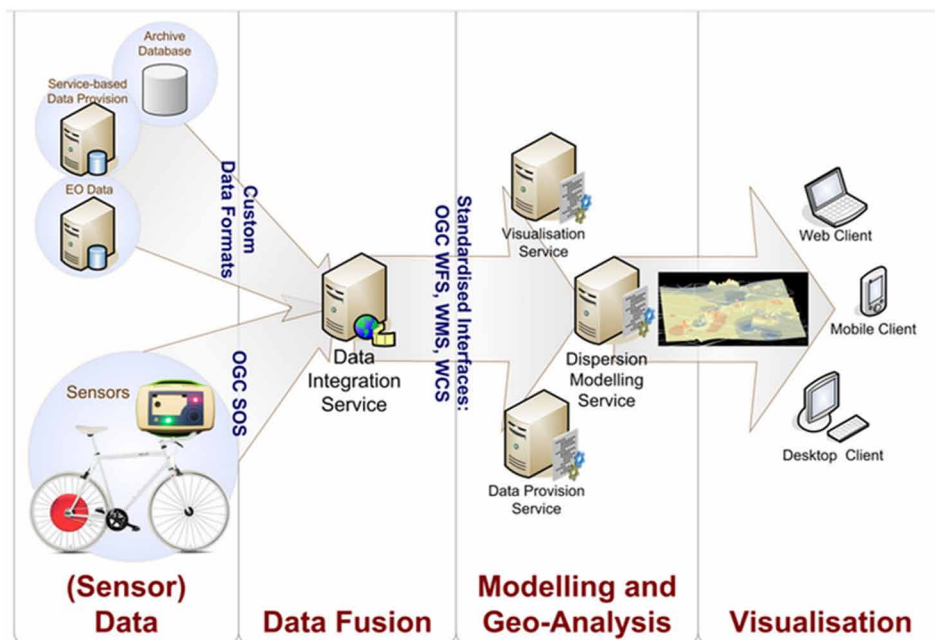 Archive
Database
Service-based
Data Provision
EO Data
Custom
Data Formats
OGC SOS
Sensors
Data
Integration
Service
Standardised Interfaces:
OGC WFS, WMS, WCS
Visualisation
Service
Dispersion
Modelling
Service
Data Provision
Service
Web Client
Mobile Client
Desktop Client
(Sensor)
Data
Data Fusion
Modelling and
Geo-Analysis
Visualisation